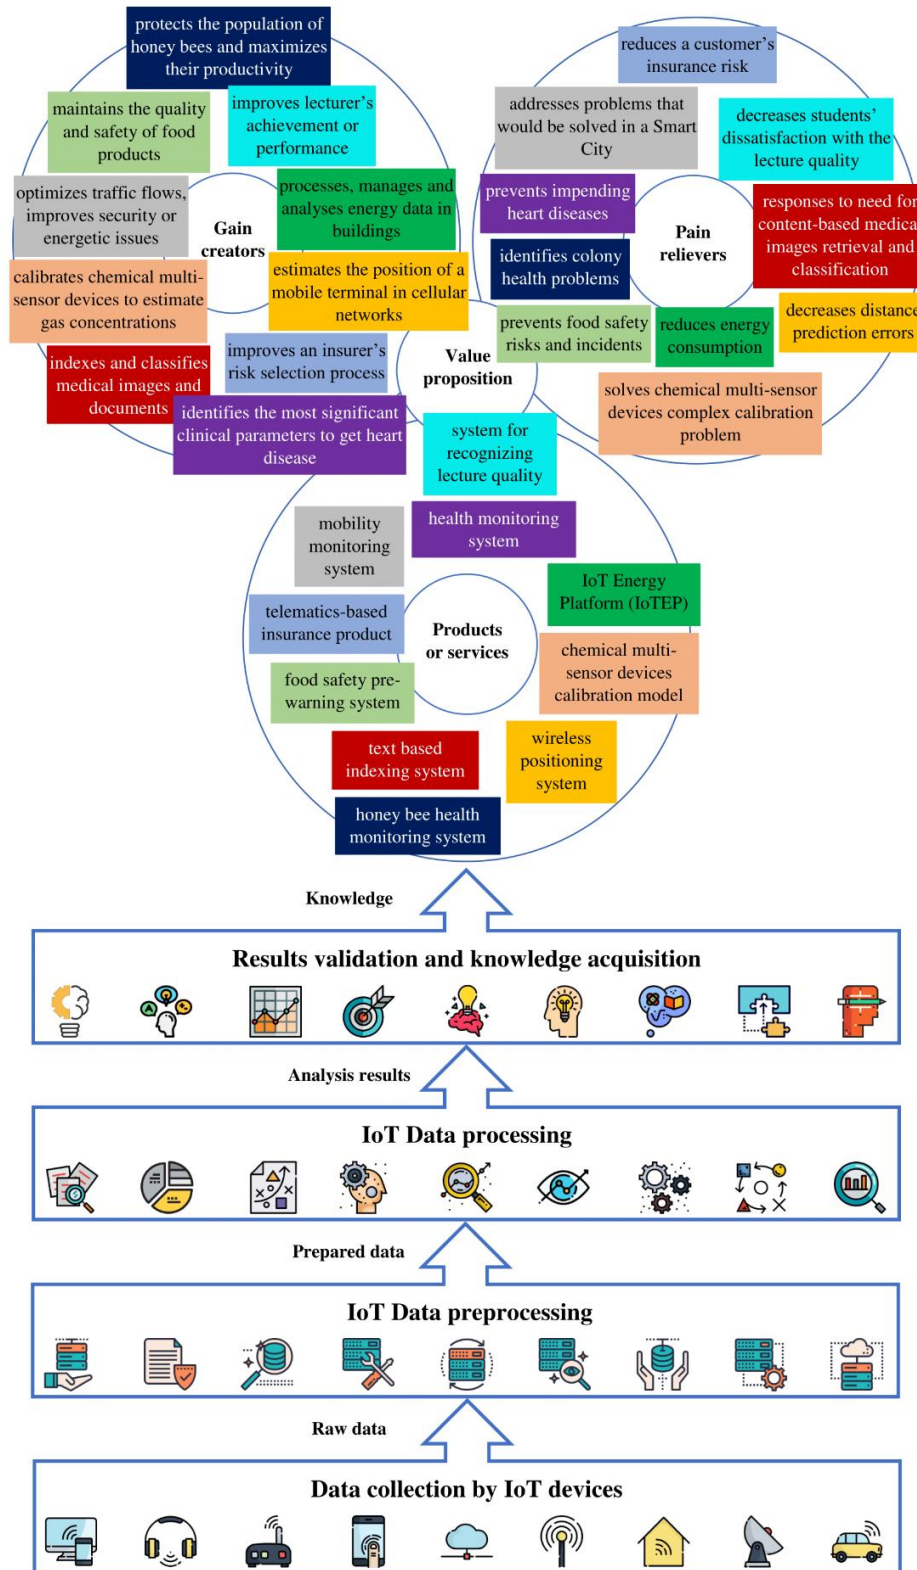 protects the population of
honey bees and maximizes
their productivity
maintains the quality
and safety of food
products
improves lecturer's
achievement or
performance
optimizes traffic flows,
improves security or
energetic issues
Gain
creators
processes, manages and
analyses energy data in
buildings
calibrates chemical multi-
sensor devices to estimate
gas concentrations
estimates the position of a
mobile terminal in cellular
networks
indexes and classifies
medical images and
documents
improves an insurer's
risk selection process
identifies the most significant
clinical parameters to get heart
disease
reduces a customer's
insurance risk
addresses problems that
would be solved in a Smart
City
decreases students'
dissatisfaction with the
lecture quality
prevents impending
heart diseases
Pain
relievers
responses to need for
content-based medical
images retrieval and
classification
identifies colony
health problems
prevents food safety
risks and incidents
reduces energy
consumption
decreases distance
prediction errors
solves chemical multi-sensor
devices complex calibration
problem
Value
proposition
system for
recognizing
lecture quality
mobility
monitoring
system
health monitoring
system
IoT Energy
Platform (IoTEP)
telematics-based
insurance product
Products
or services
chemical multi-
sensor devices
calibration model
food safety pre-
warning system
text based
indexing system
wireless
positioning
system
honey bee health
monitoring system
Knowledge
Results validation and knowledge acquisition
Analysis results
IoT Data processing
Prepared data
IoT Data preprocessing
Raw data
Data collection by IoT devices